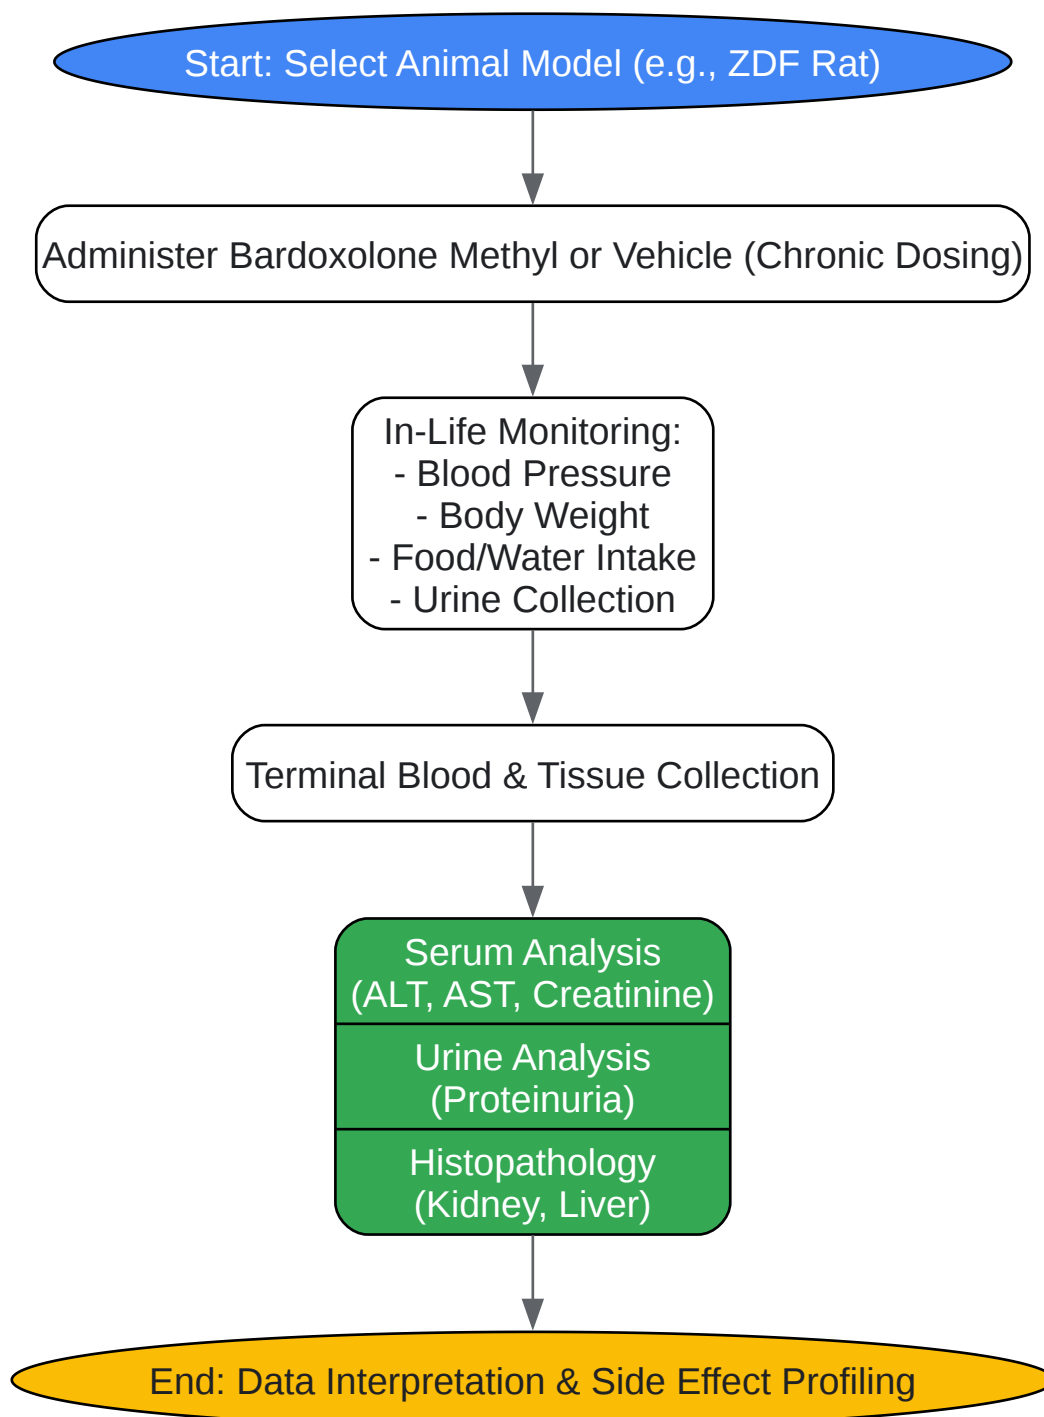 Start: Select Animal Model (e.g., ZDF Rat)
Administer Bardoxolone Methyl or Vehicle (Chronic Dosing)
In-Life Monitoring:
- Blood Pressure
- Body Weight
- Food/Water Intake
- Urine Collection
Terminal Blood & Tissue Collection
Serum Analysis
(ALT, AST, Creatinine)
Urine Analysis
(Proteinuria)
Histopathology
(Kidney, Liver)
End: Data Interpretation & Side Effect Profiling